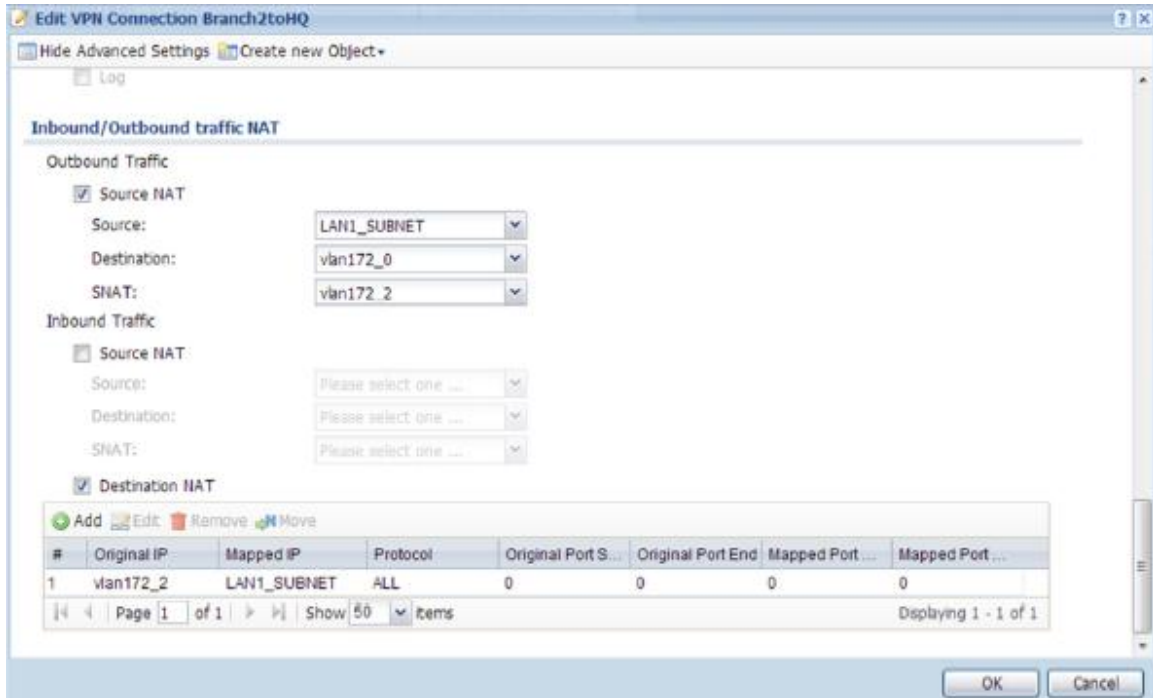 Edit VPN Connection Branch2toHQ
Hide Advanced Settings Create new Object
Log
Inbound/Outbound traffic NAT
Outbound Traffic
Source NAT
Source: LAN1_SUBNET
Destination: vlan172_0
SNAT: vlan172_2
Inbound Traffic
Source NAT
Source: Please select one ...
Destination: Please select one ...
SNAT: Please select one ...
Destination NAT
Add Edit Remove Move
# Original IP Mapped IP Protocol Original Port S... Original Port End Mapped Port ... Mapped Port ...
1 vlan172_2 LAN1_SUBNET ALL 0 0 0 0
Page 1 of 1 Show 50 items Displaying 1 - 1 of 1
OK Cancel